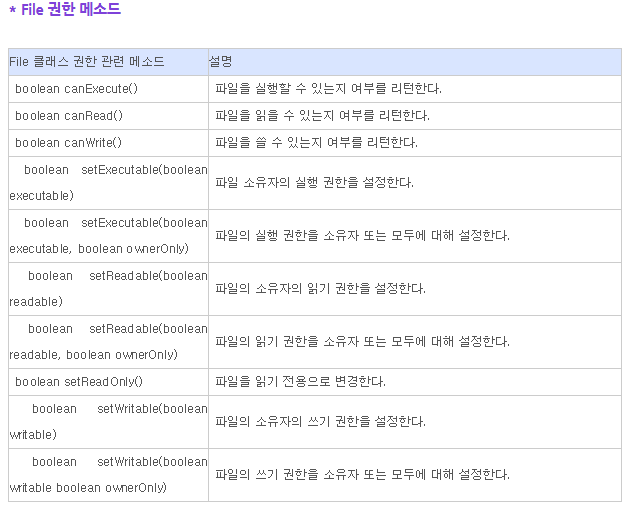 * File 권한 메소드
File 클래스 권한 관련 메소드 설명
boolean canExecute() 파일을 실행할 수 있는지 여부를 리턴한다.
boolean canRead() 파일을 읽을 수 있는지 여부를 리턴한다.
boolean canWrite() 파일을 쓸 수 있는지 여부를 리턴한다.
boolean setExecutable(boolean
executable)
파일 소유자의 실행 권한을 설정한다.
boolean setExecutable(boolean
executable, boolean ownerOnly)
파일의 실행 권한을 소유자 또는 모두에 대해 설정한다.
boolean setReadable(boolean
readable)
파일의 소유자의 읽기 권한을 설정한다.
boolean setReadable(boolean
readable, boolean ownerOnly)
파일의 읽기 권한을 소유자 또는 모두에 대해 설정한다.
boolean setReadOnly() 파일을 읽기 전용으로 변경한다.
boolean setWritable(boolean
writable)
파일의 소유자의 쓰기 권한을 설정한다.
boolean setWritable(boolean
writable boolean ownerOnly)
파일의 쓰기 권한을 소유자 또는 모두에 대해 설정한다.